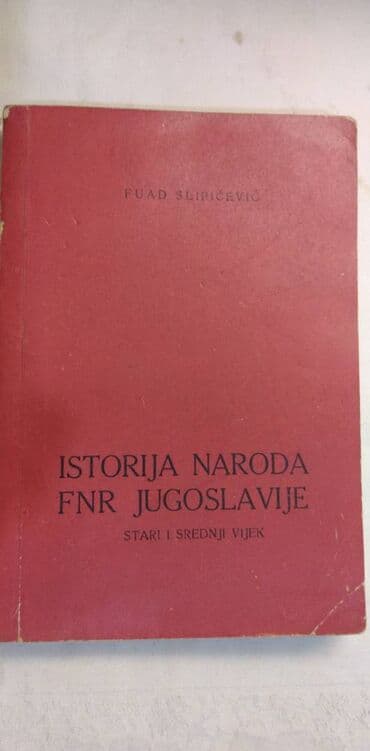 FUAD SLIPIČEVIĆ
ISTORIJA NARODA
FNR JUGOSLAVIJE
STARI I SREDNJI VIJEK